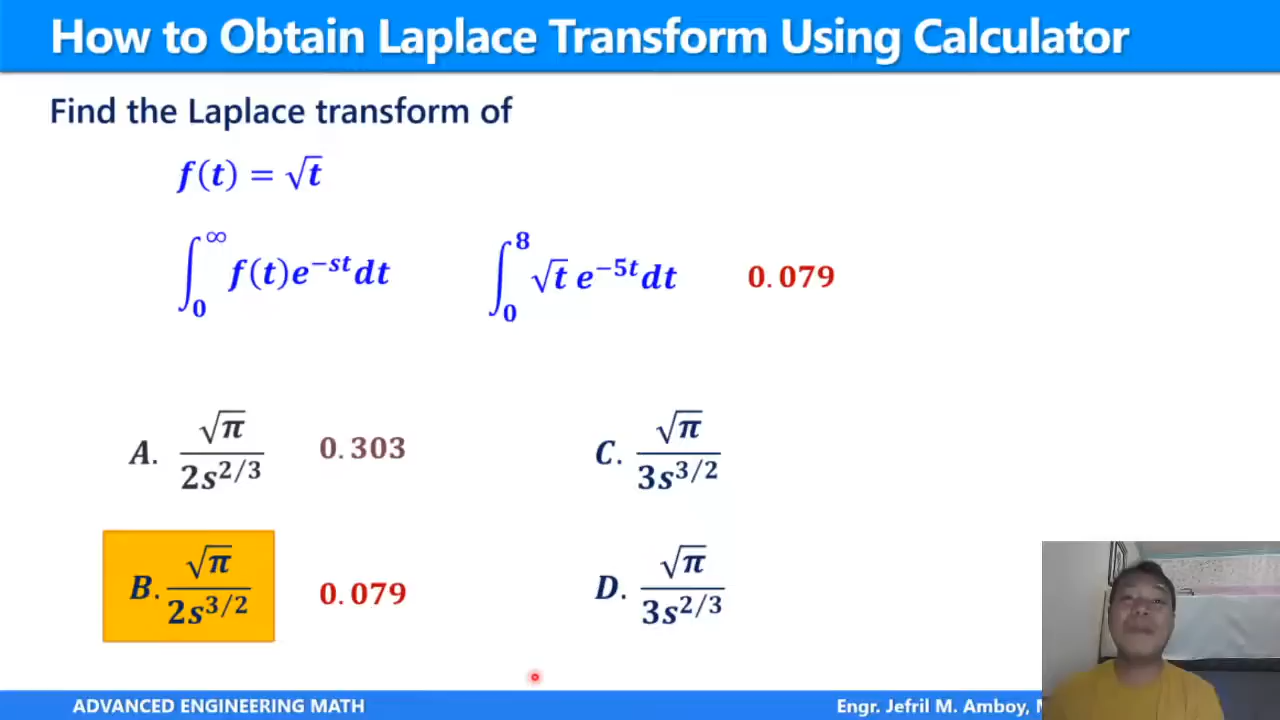 How to Obtain Laplace Transform Using Calculator
Find the Laplace transform of
f(t) = √t
∫₀^∞ f(t)e^{−st}dt ∫₀^8 √t e^{−5t}dt 0.079
A. √π / 2s^{2/3} 0.303 C. √π / 3s^{3/2}
B. √π / 2s^{3/2} 0.079 D. √π / 3s^{2/3}
ADVANCED ENGINEERING MATH Engr. Jefril M. Amboy,